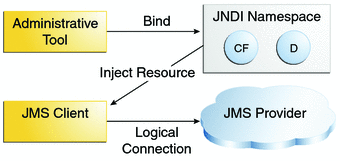 Administrative
Tool
Bind
JNDI Namespace
CF
D
Inject Resource
JMS Client
Logical
Connection
JMS Provider